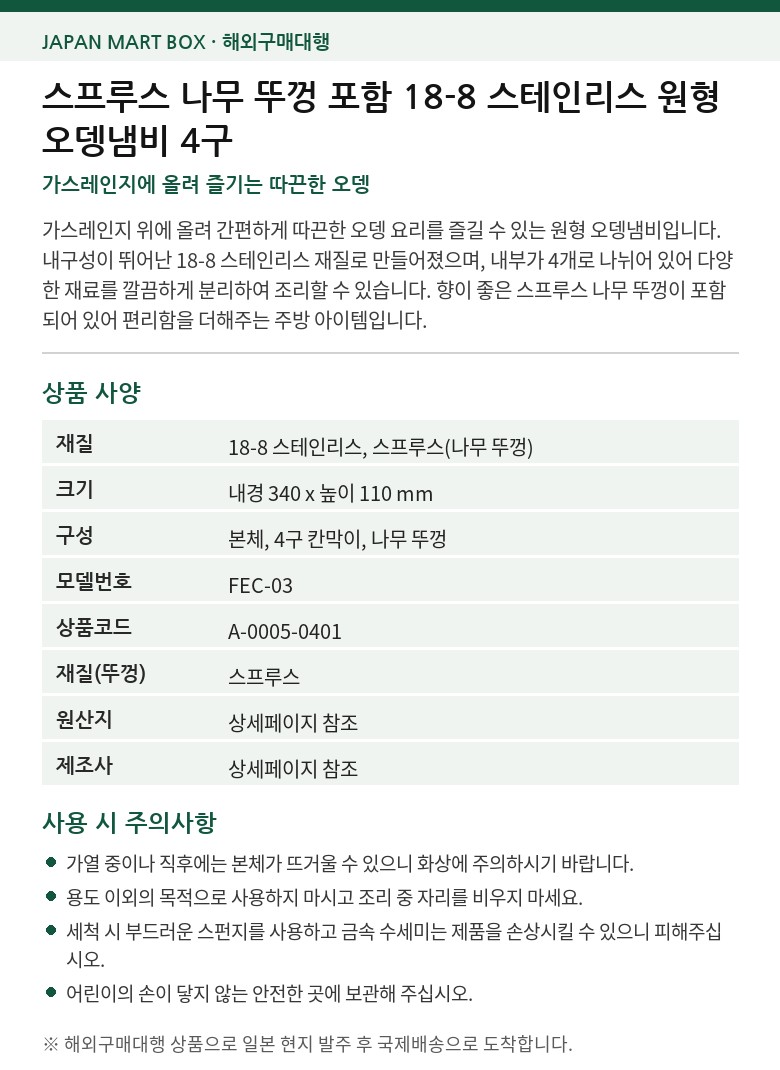 JAPAN MART BOX · 해외구매대행
스프루스 나무 뚜껑 포함 18-8 스테인리스 원형
오뎅냄비 4구
가스레인지에 올려 즐기는 따끈한 오뎅
가스레인지 위에 올려 간편하게 따끈한 오뎅 요리를 즐길 수 있는 원형 오뎅냄비입니다.
내구성이 뛰어난 18-8 스테인리스 재질로 만들어졌으며, 내부가 4개로 나뉘어 있어 다양
한 재료를 깔끔하게 분리하여 조리할 수 있습니다. 향이 좋은 스프루스 나무 뚜껑이 포함
되어 있어 편리함을 더해주는 주방 아이템입니다.
상품 사양
재질 18-8 스테인리스, 스프루스(나무 뚜껑)
크기 내경 340 x 높이 110 mm
구성 본체, 4구 칸막이, 나무 뚜껑
모델번호 FEC-03
상품코드 A-0005-0401
재질(뚜껑) 스프루스
원산지 상세페이지 참조
제조사 상세페이지 참조
사용 시 주의사항
● 가열 중이나 직후에는 본체가 뜨거울 수 있으니 화상에 주의하시기 바랍니다.
● 용도 이외의 목적으로 사용하지 마시고 조리 중 자리를 비우지 마세요.
● 세척 시 부드러운 스펀지를 사용하고 금속 수세미는 제품을 손상시킬 수 있으니 피해주십
시오.
● 어린이의 손이 닿지 않는 안전한 곳에 보관해 주십시오.
※ 해외구매대행 상품으로 일본 현지 발주 후 국제배송으로 도착합니다.